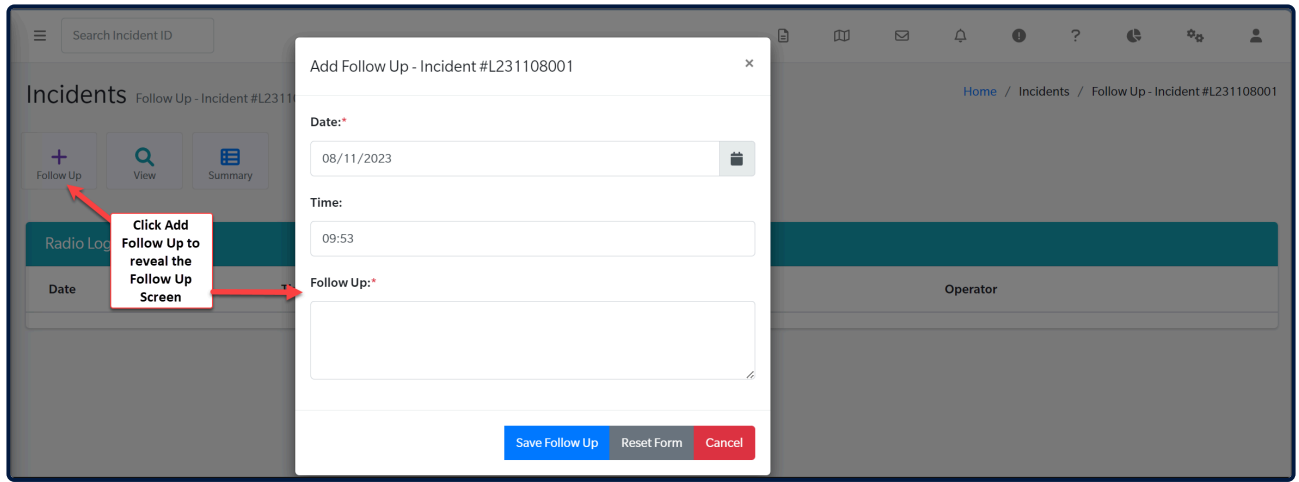 Search Incident ID
Incidents Follow Up - Incident #L2311
Home / Incidents / Follow Up - Incident #L231108001
Follow Up
View
Summary
Click Add
Follow Up to
reveal the
Follow Up
Screen
Radio Log
Date
Operator
Add Follow Up - Incident #L231108001
×
Date:*
08/11/2023
Time:
09:53
Follow Up:*
Save Follow Up
Reset Form
Cancel